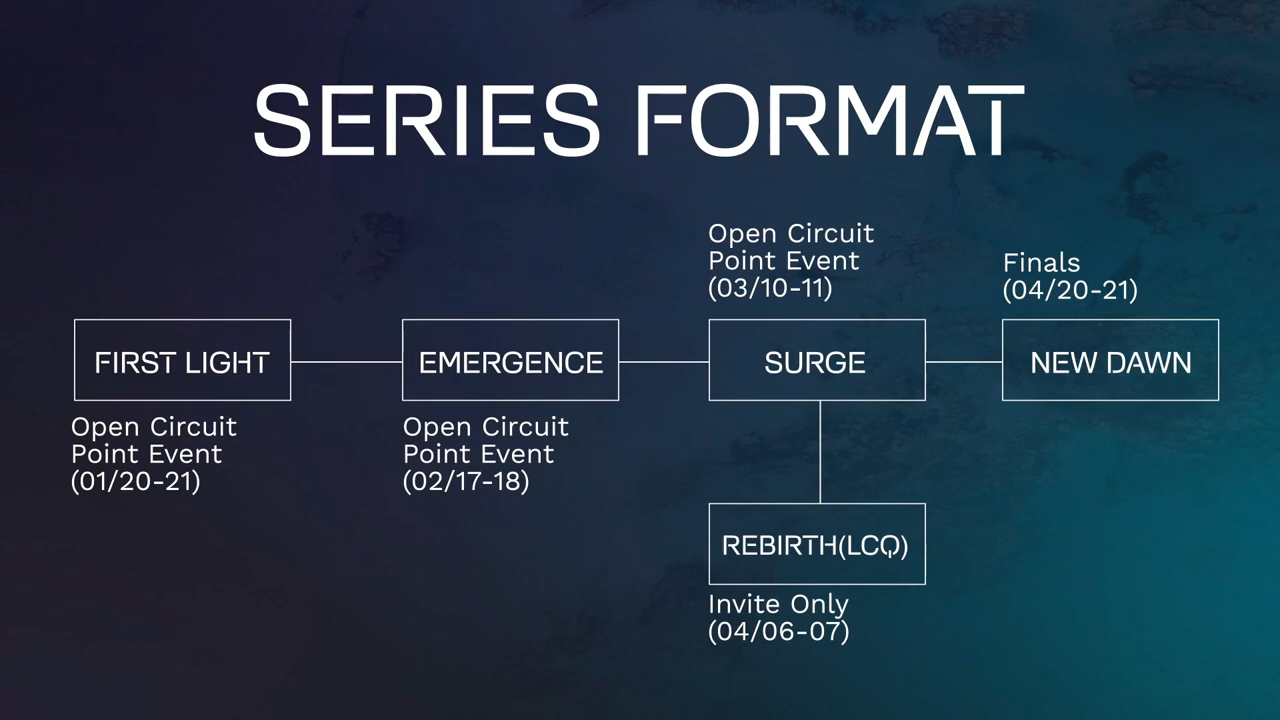 SERIES FORMAT
Open Circuit
Point Event
(03/10-11)
Finals
(04/20-21)
FIRST LIGHT
EMERGENCE
SURGE
NEW DAWN
Open Circuit
Point Event
(01/20-21)
Open Circuit
Point Event
(02/17-18)
REBIRTH(LCQ)
Invite Only
(04/06-07)